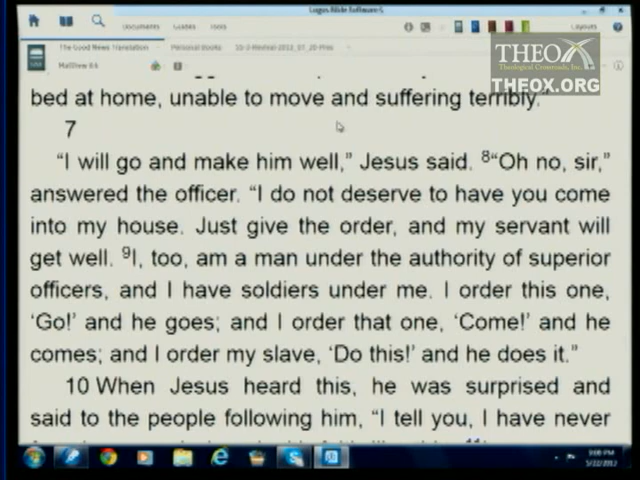 Logos Bible Software 5
Documents Guides Tools Layouts
The Good News Translation Personal Books
Matthew 8:6
THEOX
Theological Crossroads, Inc.
THEOX.ORG
bed at home, unable to move and suffering terribly.”
7
“I will go and make him well,” Jesus said. 8“Oh no, sir,”
answered the officer. “I do not deserve to have you come
into my house. Just give the order, and my servant will
get well. 9I, too, am a man under the authority of superior
officers, and I have soldiers under me. I order this one,
‘Go!’ and he goes; and I order that one, ‘Come!’ and he
comes; and I order my slave, ‘Do this!’ and he does it.”
10 When Jesus heard this, he was surprised and
said to the people following him, “I tell you, I have never